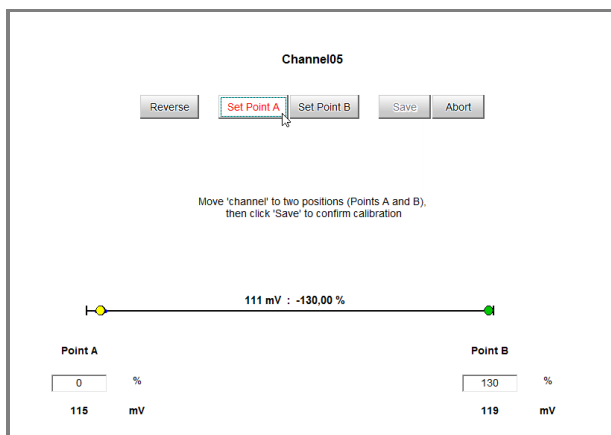 Channel05
Reverse Set Point A Set Point B Save Abort
Move 'channel' to two positions (Points A and B),
then click 'Save' to confirm calibration
111 mV : -130,00 %
Point A Point B
0 % 130 %
115 mV 119 mV